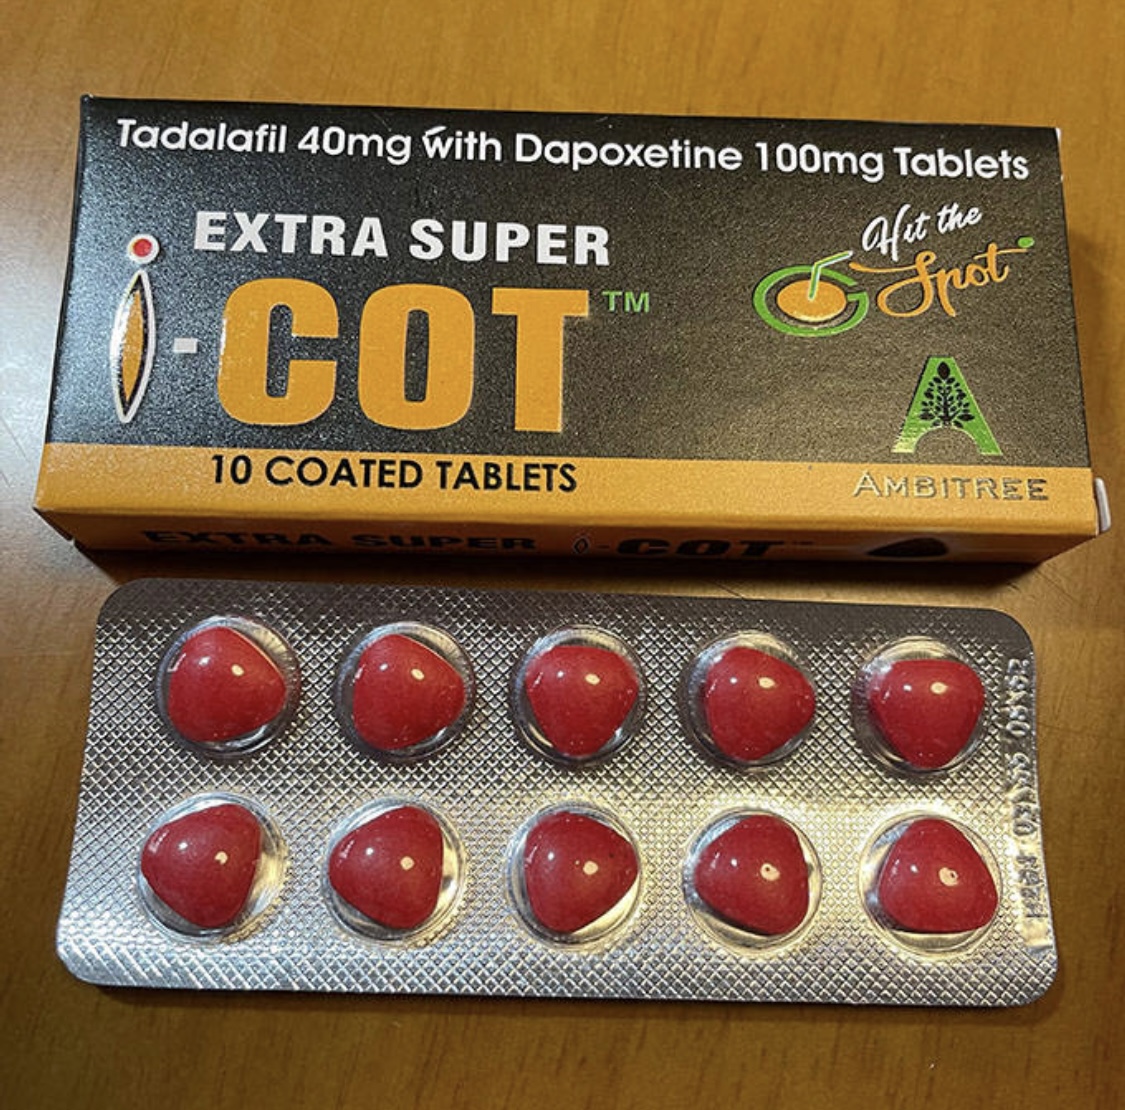 Tadalafil 40mg with Dapoxetine 100mg Tablets
EXTRA SUPER
i-COT™
Hit the
Spot
10 COATED TABLETS
AMBITREE
EXTRA SUPER i-COT